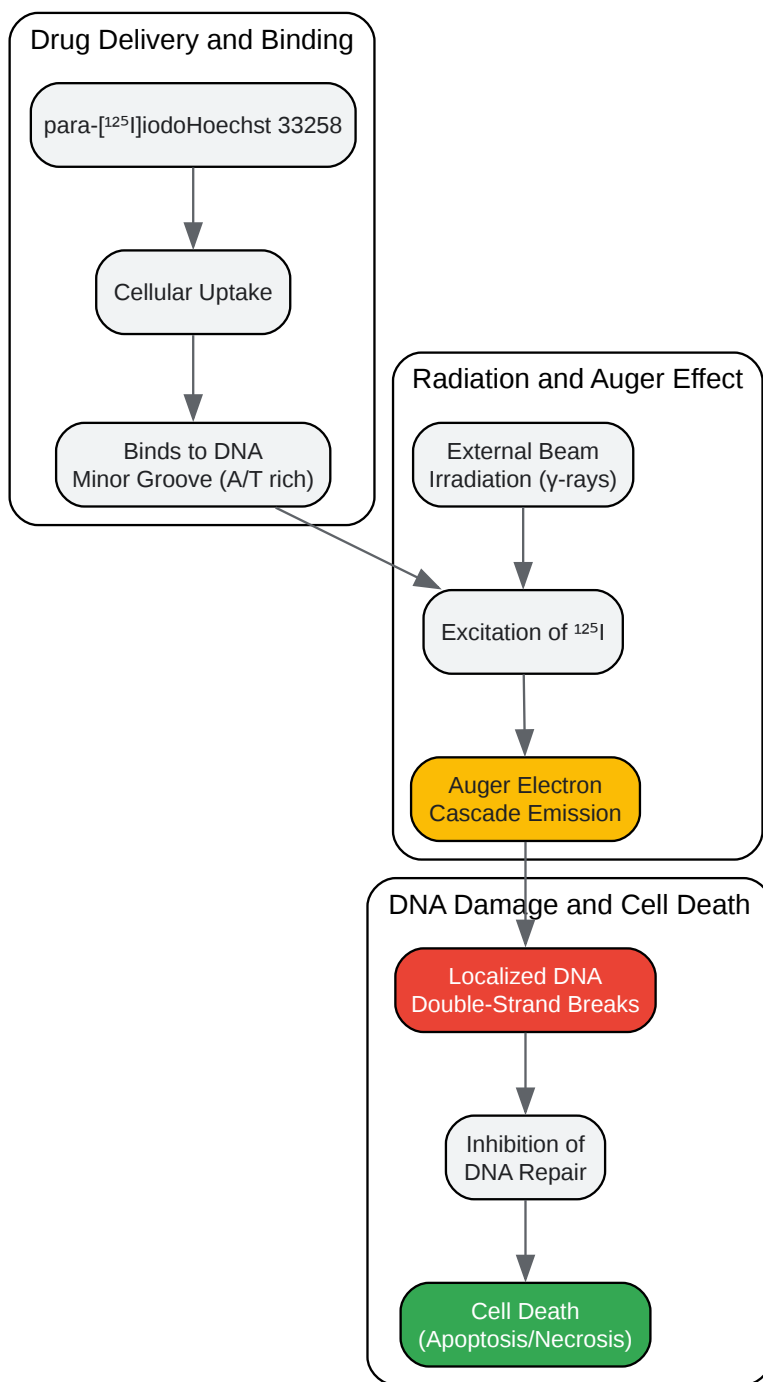 Drug Delivery and Binding
para-[¹²⁵I]iodoHoechst 33258
Cellular Uptake
Binds to DNA
Minor Groove (A/T rich)
Radiation and Auger Effect
External Beam
Irradiation (γ-rays)
Excitation of ¹²⁵I
Auger Electron
Cascade Emission
DNA Damage and Cell Death
Localized DNA
Double-Strand Breaks
Inhibition of
DNA Repair
Cell Death
(Apoptosis/Necrosis)